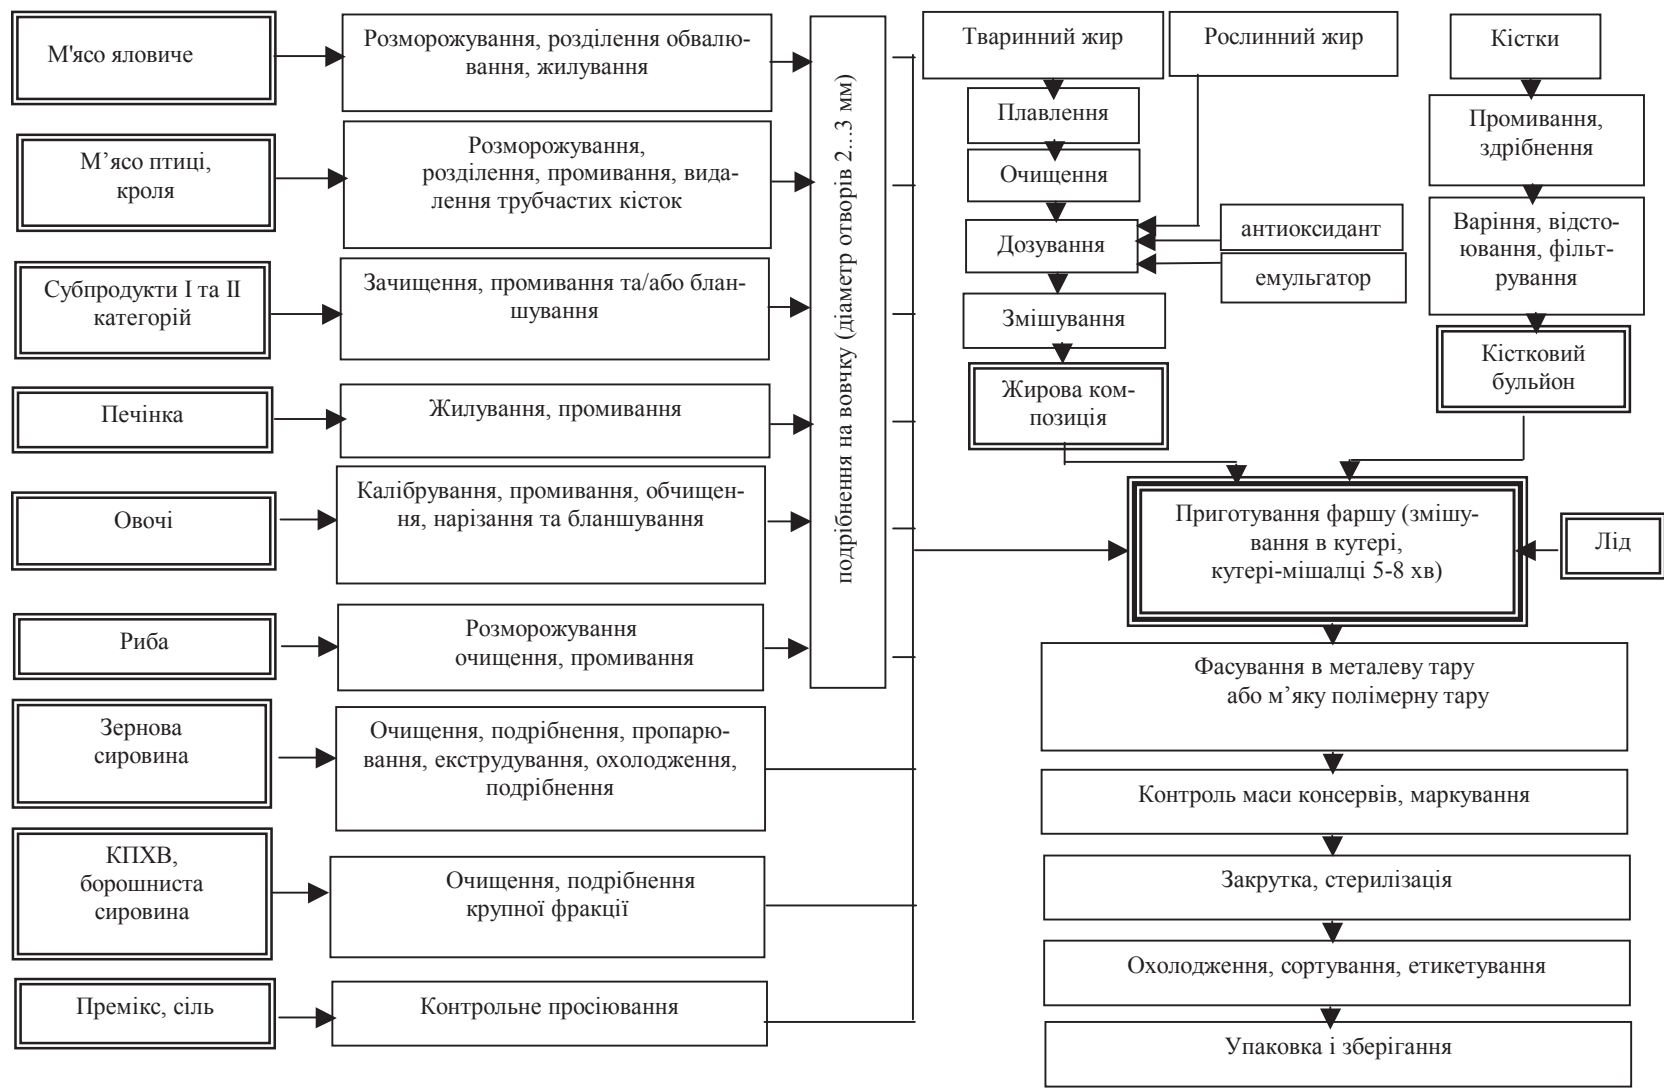 М'ясо яловиче
Розморожування, розділення обвалю-
вання, жилування
М’ясо птиці,
кроля
Розморожування,
розділення, промивання, вида-
лення трубчастих кісток
Субпродукти І та ІІ
категорій
Зачищення, промивання та/або блан-
шування
Печінка
Жилування, промивання
Овочі
Калібрування, промивання, обчищен-
ня, нарізання та бланшування
Риба
Розморожування
очищення, промивання
Зернова
сировина
Очищення, подрібнення, пропарю-
вання, екструдування, охолодження,
подрібнення
КПХВ,
борошниста
сировина
Очищення, подрібнення
крупної фракції
Премікс, сіль
Контрольне просіювання
подрібнення на вовчку (діаметр отворів 2...3 мм)
Тваринний жир
Рослинний жир
Плавлення
Очищення
Дозування
антиоксидант
емульгатор
Змішування
Жирова ком-
позиція
Кістки
Промивання,
здрібнення
Варіння, відсто-
ювання, фільт-
рування
Кістковий
бульйон
Приготування фаршу (змішу-
вання в кутері,
кутері-мішалці 5-8 хв)
Лід
Фасування в металеву тару
або м’яку полімерну тару
Контроль маси консервів, маркування
Закрутка, стерилізація
Охолодження, сортування, етикетування
Упаковка і зберігання